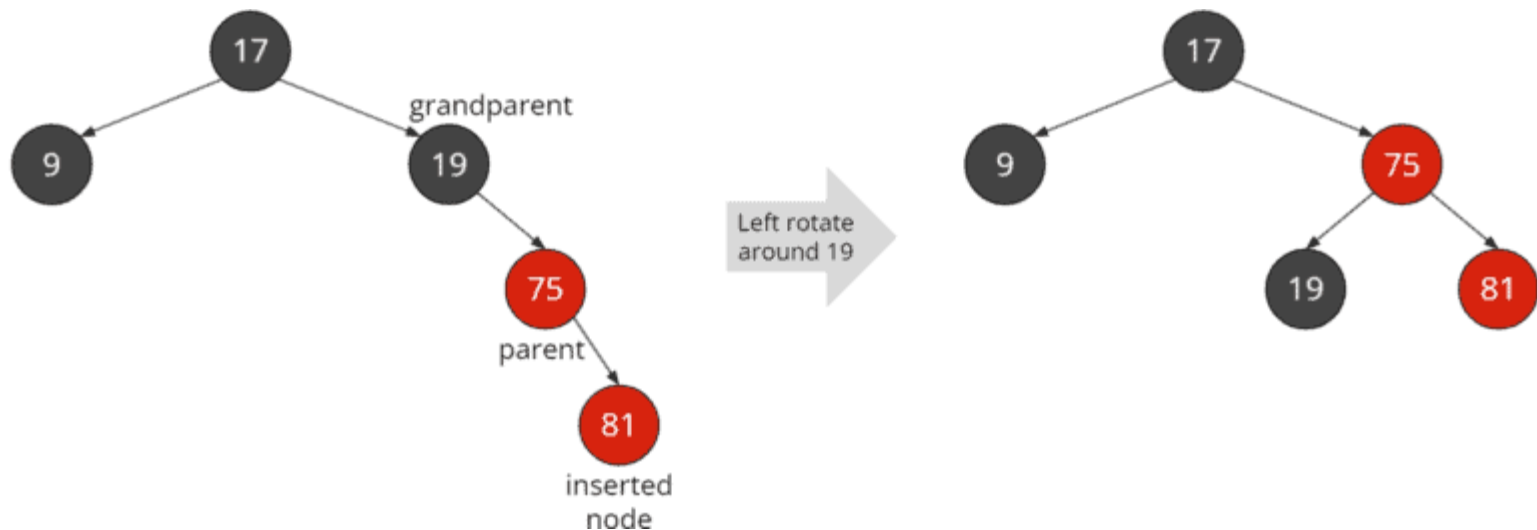 17
grandparent
9
19
75
parent
81
inserted
node
Left rotate
around 19
17
9
75
19
81